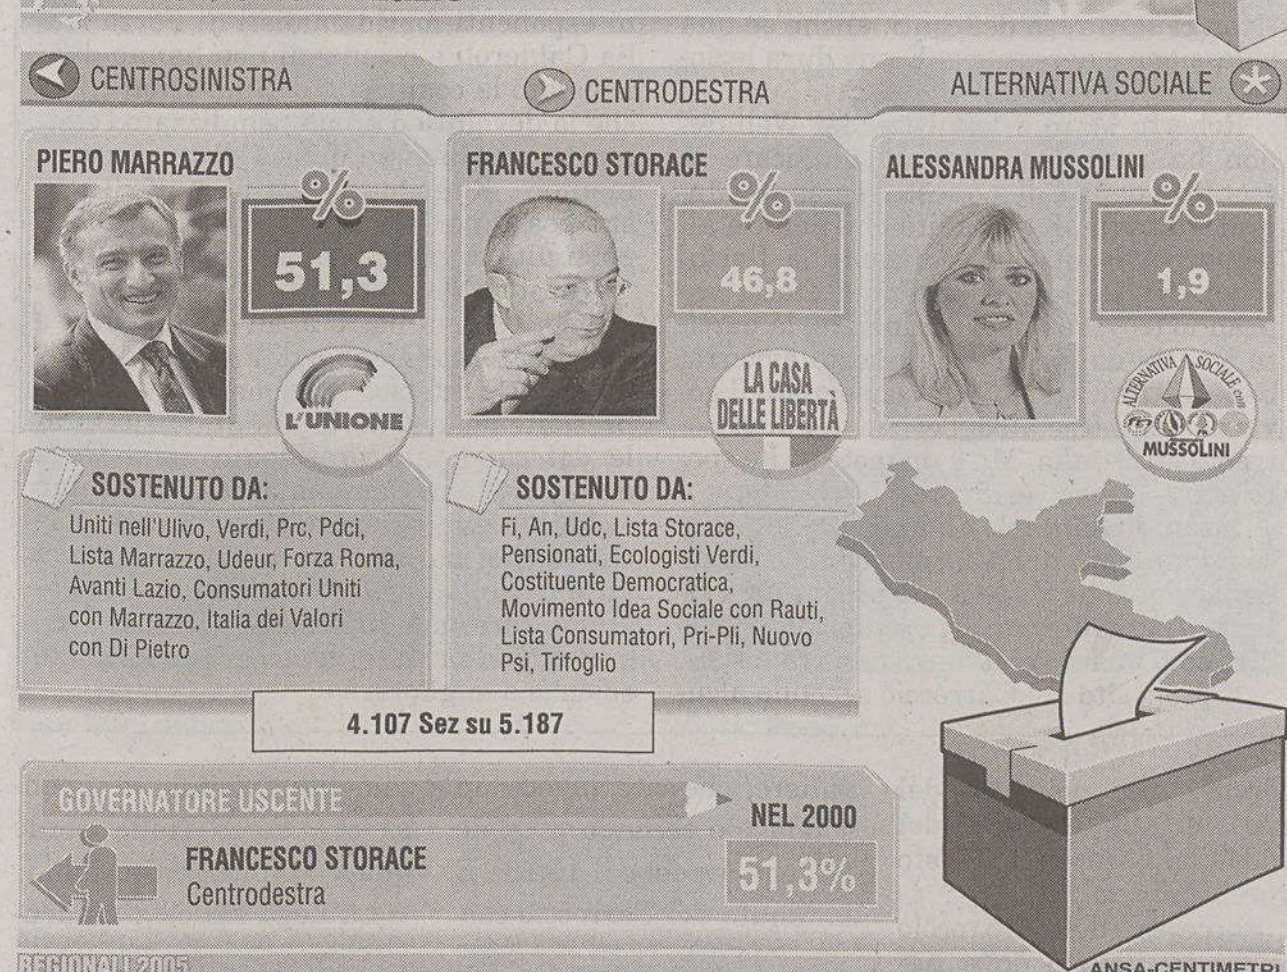 CENTROSINISTRA
CENTRODESTRA
ALTERNATIVA SOCIALE
PIERO MARRAZZO
%
51,3
L'UNIONE
FRANCESCO STORACE
%
46,8
LA CASA
DELLE LIBERTÀ
ALESSANDRA MUSSOLINI
%
1,9
ALTERNATIVA SOCIALE con
MUSSOLINI
SOSTENUTO DA:
Uniti nell'Ulivo, Verdi, Prc, Pdci,
Lista Marrazzo, Udeur, Forza Roma,
Avanti Lazio, Consumatori Uniti
con Marrazzo, Italia dei Valori
con Di Pietro
SOSTENUTO DA:
Fi, An, Udc, Lista Storace,
Pensionati, Ecologisti Verdi,
Costituente Democratica,
Movimento Idea Sociale con Rauti,
Lista Consumatori, Pri-Pli, Nuovo
Psi, Trifoglio
4.107 Sez su 5.187
GOVERNATORE USCENTE
NEL 2000
FRANCESCO STORACE
Centrodestra
51,3%
REGIONALI 2005
ANSA-CENTIMETRI